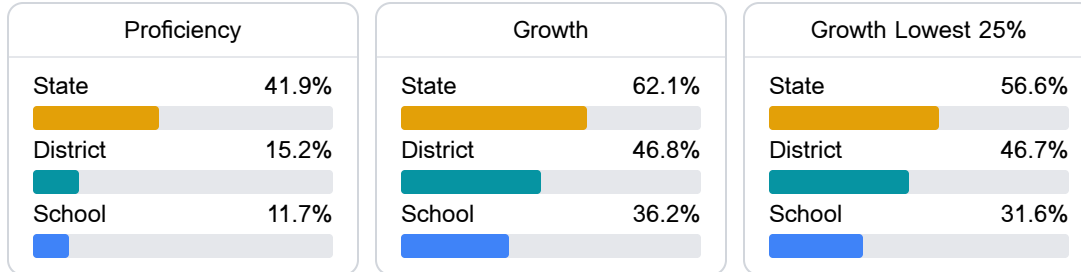 Proficiency
State 41.9%
District 15.2%
School 11.7%
Growth
State 62.1%
District 46.8%
School 36.2%
Growth Lowest 25%
State 56.6%
District 46.7%
School 31.6%